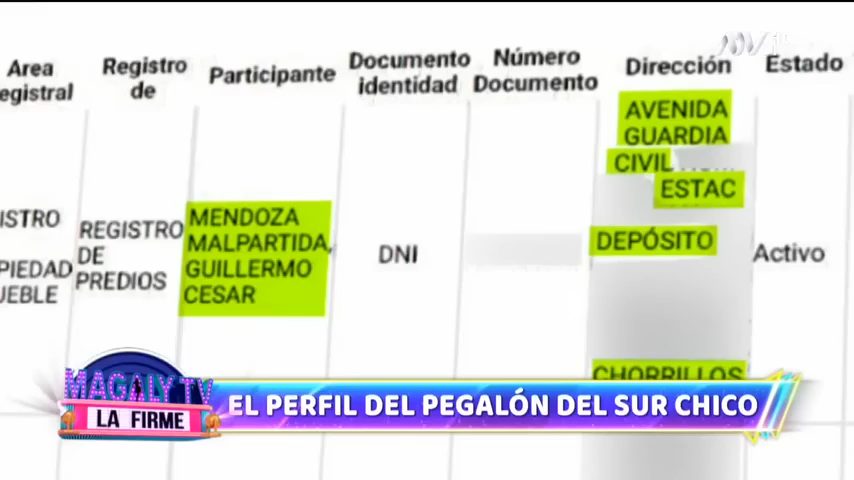 Area
egistral
Registro
de
Participante
Documento
identidad
Número
Documento
Dirección
Estado
ISTRO
PIEDAD
UEBLE
REGISTRO
DE
PREDIOS
MENDOZA
MALPARTIDA,
GUILLERMO
CESAR
DNI
AVENIDA
GUARDIA
CIVIL
ESTAC
DEPÓSITO
CHORRILLOS
Activo
MAGALY TV
LA FIRME
EL PERFIL DEL PEGALÓN DEL SUR CHICO